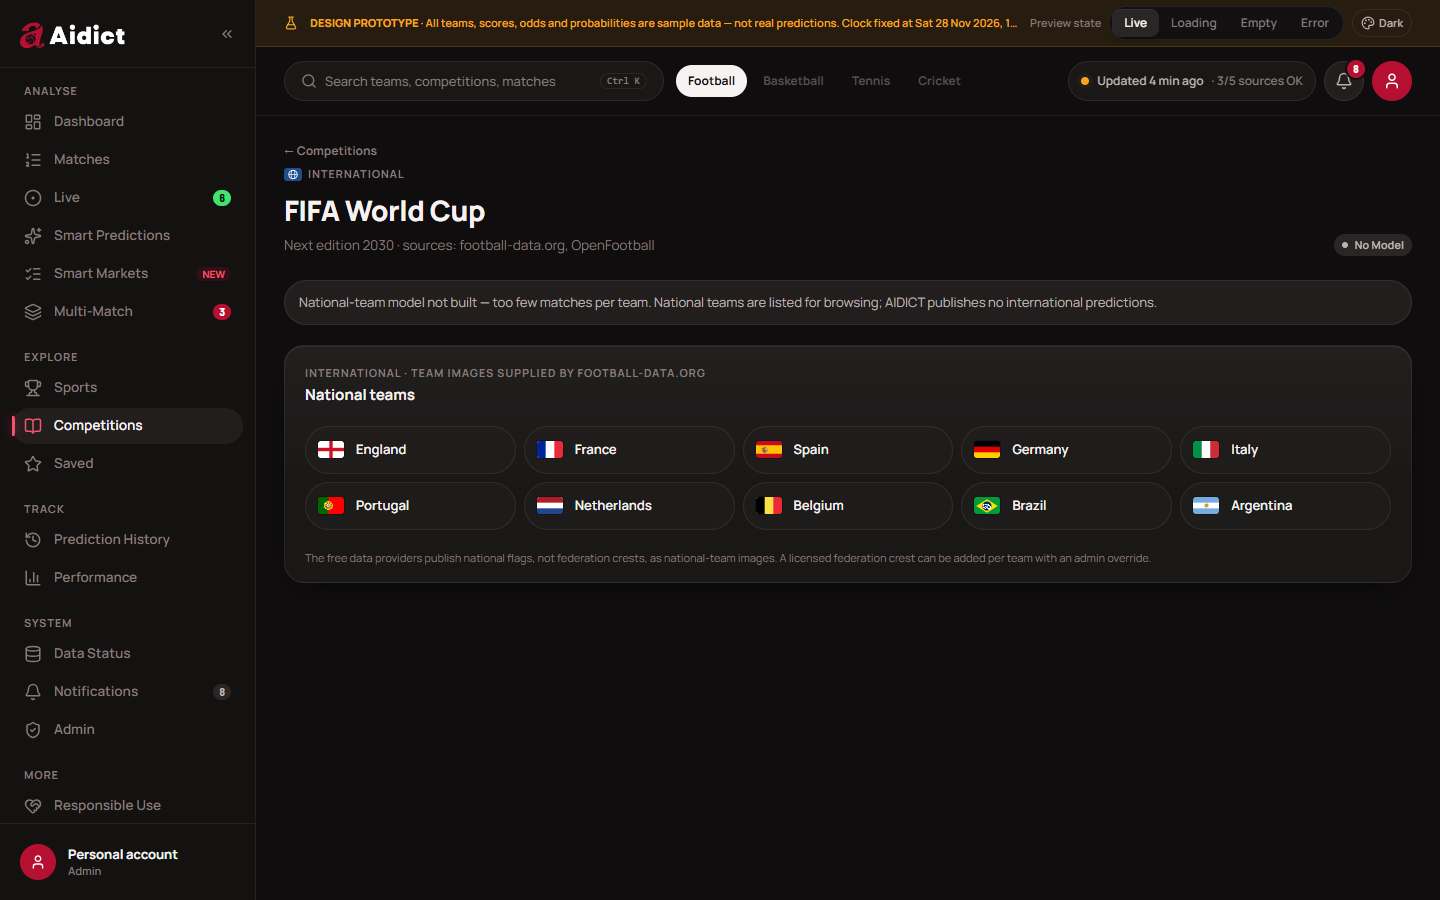 Aidict
ANALYSE
Dashboard
Matches
Live 6
Smart Predictions
Smart Markets NEW
Multi-Match 3
EXPLORE
Sports
Competitions
Saved
TRACK
Prediction History
Performance
SYSTEM
Data Status
Notifications 8
Admin
MORE
Responsible Use
Personal account
Admin
DESIGN PROTOTYPE · All teams, scores, odds and probabilities are sample data — not real predictions. Clock fixed at Sat 28 Nov 2026, 1… Preview state Live Loading Empty Error Dark
Search teams, competitions, matches Ctrl K Football Basketball Tennis Cricket Updated 4 min ago · 3/5 sources OK 8
← Competitions
INTERNATIONAL
FIFA World Cup
Next edition 2030 · sources: football-data.org, OpenFootball No Model
National-team model not built — too few matches per team. National teams are listed for browsing; AIDICT publishes no international predictions.
INTERNATIONAL · TEAM IMAGES SUPPLIED BY FOOTBALL-DATA.ORG
National teams
England France Spain Germany Italy
Portugal Netherlands Belgium Brazil Argentina
The free data providers publish national flags, not federation crests, as national-team images. A licensed federation crest can be added per team with an admin override.